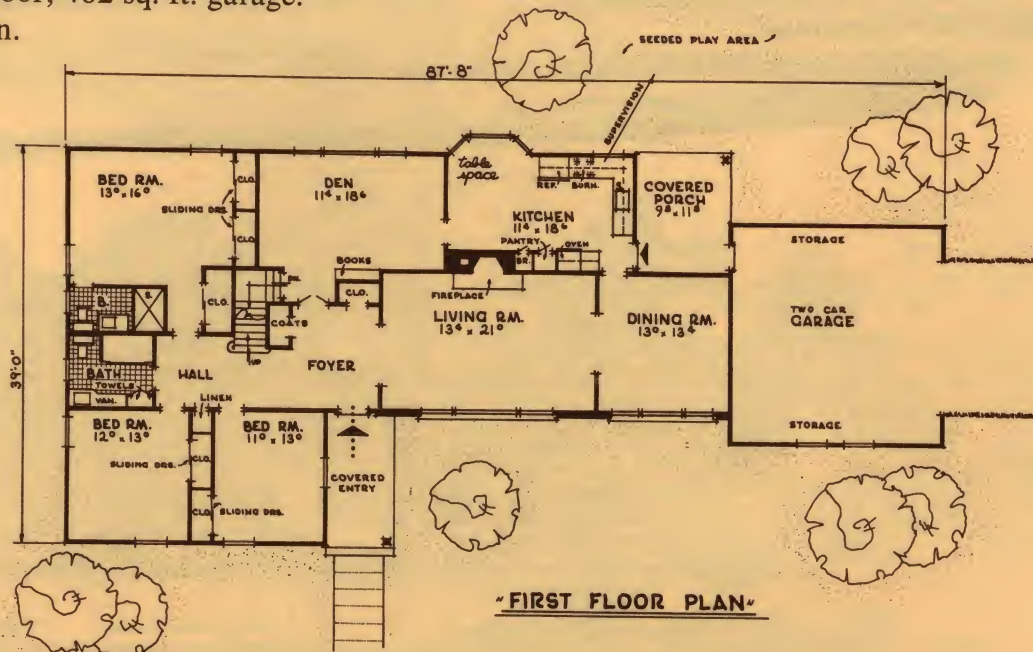 sq. ft. garage.
n.
SEEDED PLAY AREA
87'-8"
SUPERVISION
39'-0"
BED RM.
13⁰ x 16⁰
CLO.
SLIDING DRS.
CLO.
DEN
11⁴ x 18⁶
table
space
REF.
BURN.
KITCHEN
11⁴ x 18⁶
PANTRY
OVEN
BR.
COVERED
PORCH
9⁸ x 11⁸
STORAGE
TWO CAR
GARAGE
STORAGE
BOOKS
CLO.
FIREPLACE
LIVING RM.
13⁴ x 21⁰
DINING RM.
13⁰ x 13⁴
B.
S.
CLO.
DN.
COATS
UP
BATH
TOWELS
VAN.
HALL
FOYER
LINEN
BED RM.
12⁰ x 13⁰
SLIDING DRS.
CLO.
CLO.
SLIDING DRS.
BED RM.
11⁰ x 13⁰
COVERED
ENTRY
"FIRST FLOOR PLAN"